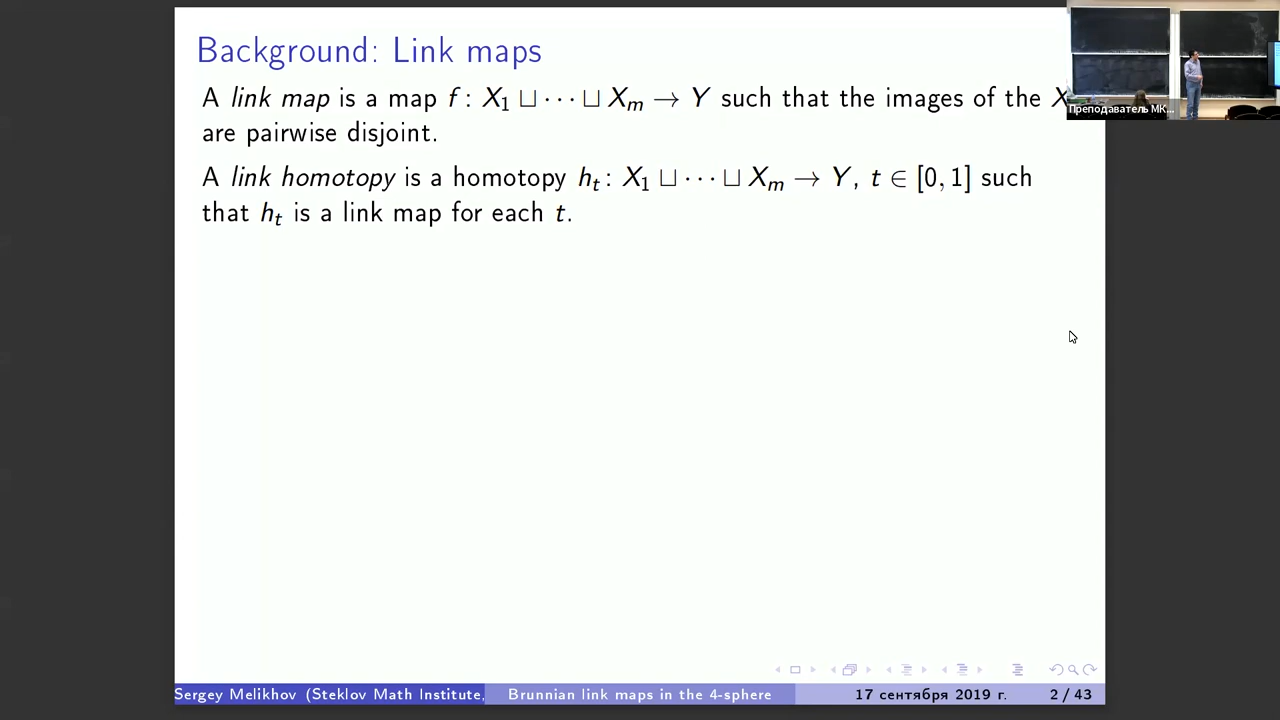 Background: Link maps
A link map is a map f: X₁ ⊔ ··· ⊔ Xₘ → Y such that the images of the X
are pairwise disjoint.
A link homotopy is a homotopy hₜ: X₁ ⊔ ··· ⊔ Xₘ → Y, t ∈ [0, 1] such
that hₜ is a link map for each t.
Преподаватель МК...
Sergey Melikhov (Steklov Math Institute,
Brunnian link maps in the 4-sphere
17 сентября 2019 г.
2 / 43